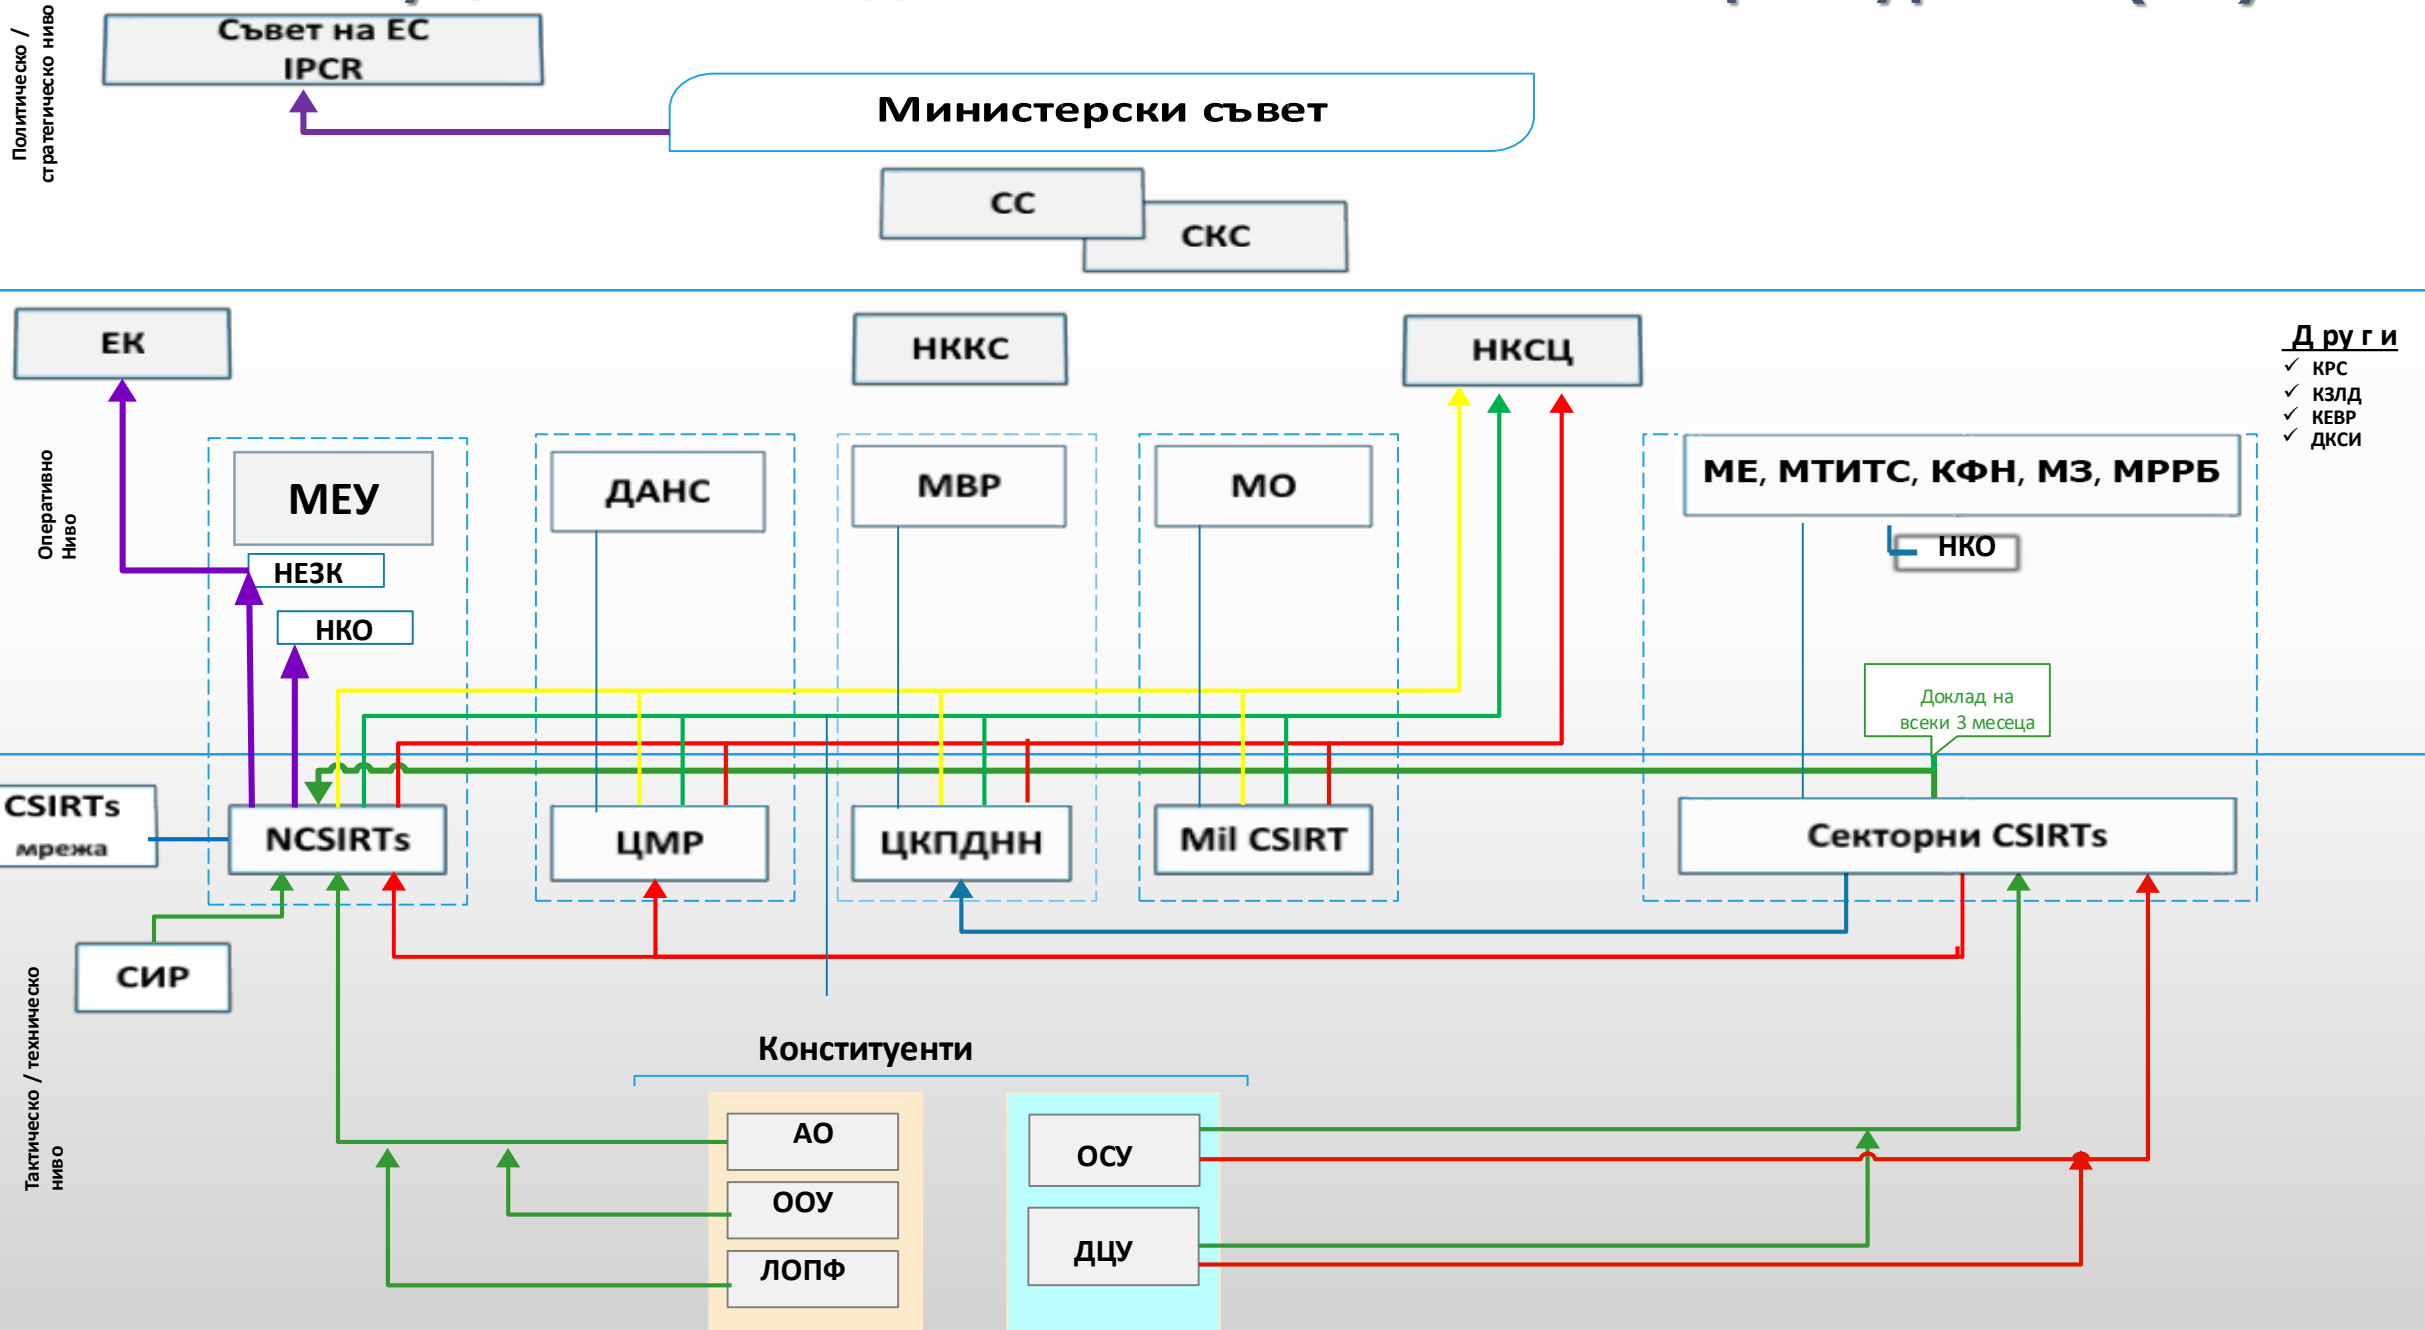 Политическо /
стратегическо ниво
Съвет на ЕС
IPCR
Министерски съвет
СС
СКС
ЕК
НККС
НКСЦ
Д ру г и
✓ КРС
✓ КЗЛД
✓ КЕВР
✓ ДКСИ
Оперативно
Ниво
МЕУ
ДАНС
МВР
МО
МЕ, МТИТС, КФН, МЗ, МРРБ
НЕЗК
НКО
НКО
Доклад на
всеки 3 месеца
CSIRTs
мрежа
NCSIRTs
ЦМР
ЦКПДНН
Mil CSIRT
Секторни CSIRTs
СИР
Тактическо / техническо
ниво
Конституенти
АО
ООУ
ЛОПФ
ОСУ
ДЦУ